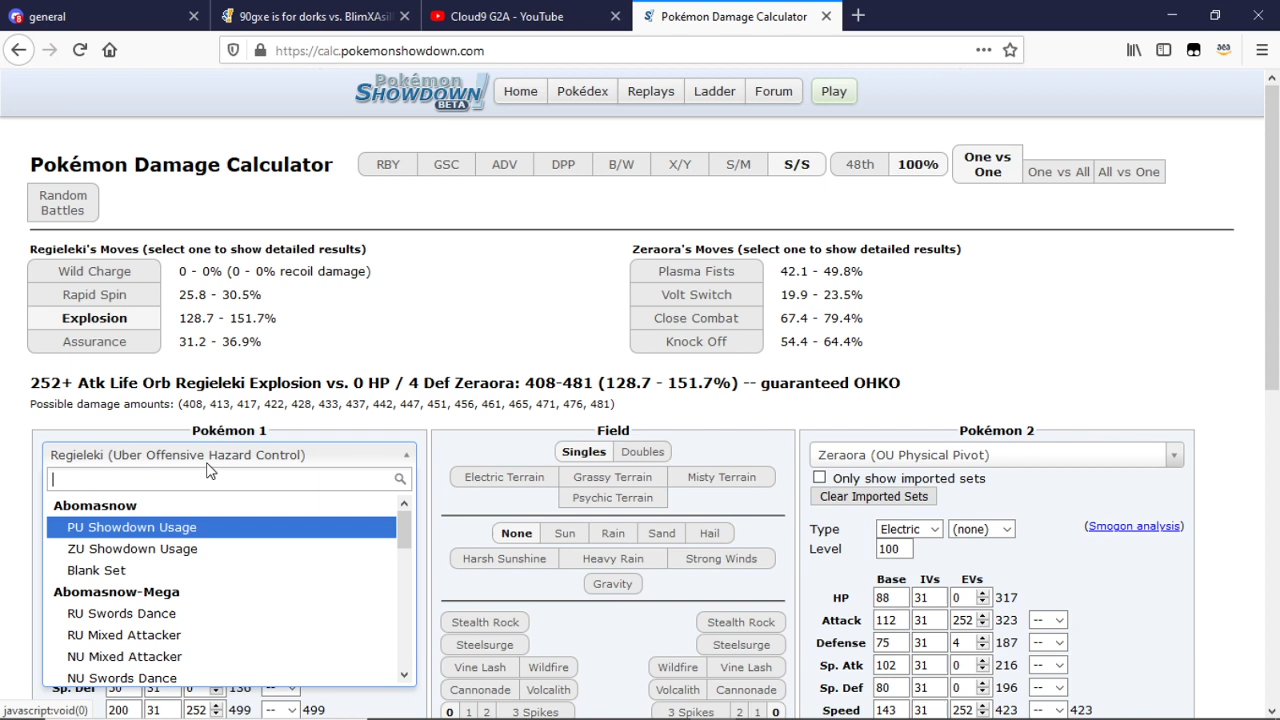 general
90gxe is for dorks vs. BlimXAsil
Cloud9 G2A - YouTube
Pokémon Damage Calculator
https://calc.pokemonshowdown.com
Pokémon SHOWDOWN! BETA
Home Pokédex Replays Ladder Forum Play
Pokémon Damage Calculator
RBY GSC ADV DPP B/W X/Y S/M S/S 48th 100% One vs One One vs All All vs One
Random Battles
Regieleki's Moves (select one to show detailed results)
Wild Charge 0 - 0% (0 - 0% recoil damage)
Rapid Spin 25.8 - 30.5%
Explosion 128.7 - 151.7%
Assurance 31.2 - 36.9%
Zeraora's Moves (select one to show detailed results)
Plasma Fists 42.1 - 49.8%
Volt Switch 19.9 - 23.5%
Close Combat 67.4 - 79.4%
Knock Off 54.4 - 64.4%
252+ Atk Life Orb Regieleki Explosion vs. 0 HP / 4 Def Zeraora: 408-481 (128.7 - 151.7%) -- guaranteed OHKO
Possible damage amounts: (408, 413, 417, 422, 428, 433, 437, 442, 447, 451, 456, 461, 465, 471, 476, 481)
Pokémon 1
Regieleki (Uber Offensive Hazard Control)
Abomasnow
PU Showdown Usage
ZU Showdown Usage
Blank Set
Abomasnow-Mega
RU Swords Dance
RU Mixed Attacker
NU Mixed Attacker
NU Swords Dance
Sp. Def 50 31 0 136 --
200 31 252 499 -- 499
javascript:void(0)
Field
Singles Doubles
Electric Terrain Grassy Terrain Misty Terrain
Psychic Terrain
None Sun Rain Sand Hail
Harsh Sunshine Heavy Rain Strong Winds
Gravity
Stealth Rock Stealth Rock
Steelsurge Steelsurge
Vine Lash Wildfire Wildfire Vine Lash
Cannonade Volcalith Volcalith Cannonade
0 1 2 3 Spikes 3 Spikes 2 1 0
Pokémon 2
Zeraora (OU Physical Pivot)
Only show imported sets
Clear Imported Sets
Type Electric (none) (Smogon analysis)
Level 100
Base IVs EVs
HP 88 31 0 317
Attack 112 31 252 323 --
Defense 75 31 4 187 --
Sp. Atk 102 31 0 216 --
Sp. Def 80 31 0 196 --
Speed 143 31 252 423 -- 423